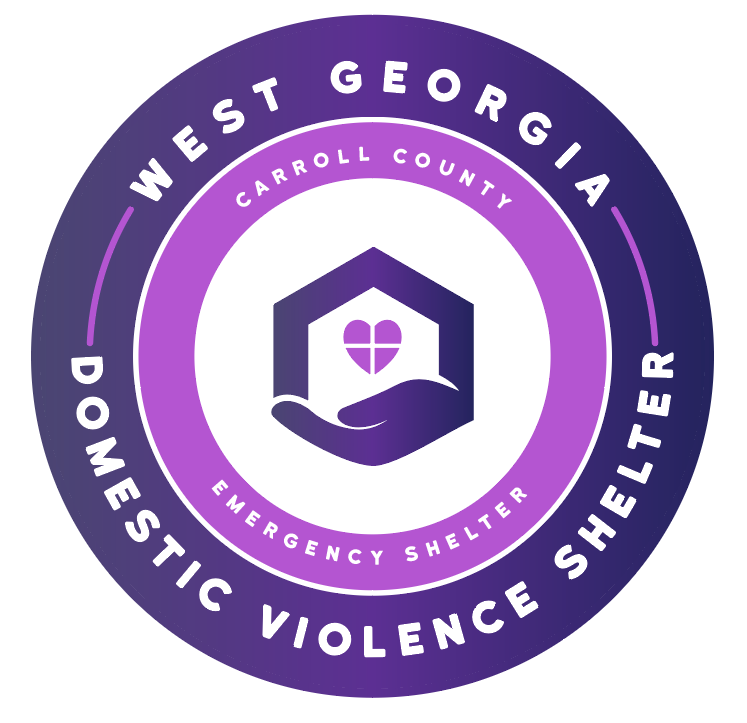 WEST GEORGIA
CARROLL COUNTY
EMERGENCY SHELTER
DOMESTIC VIOLENCE SHELTER